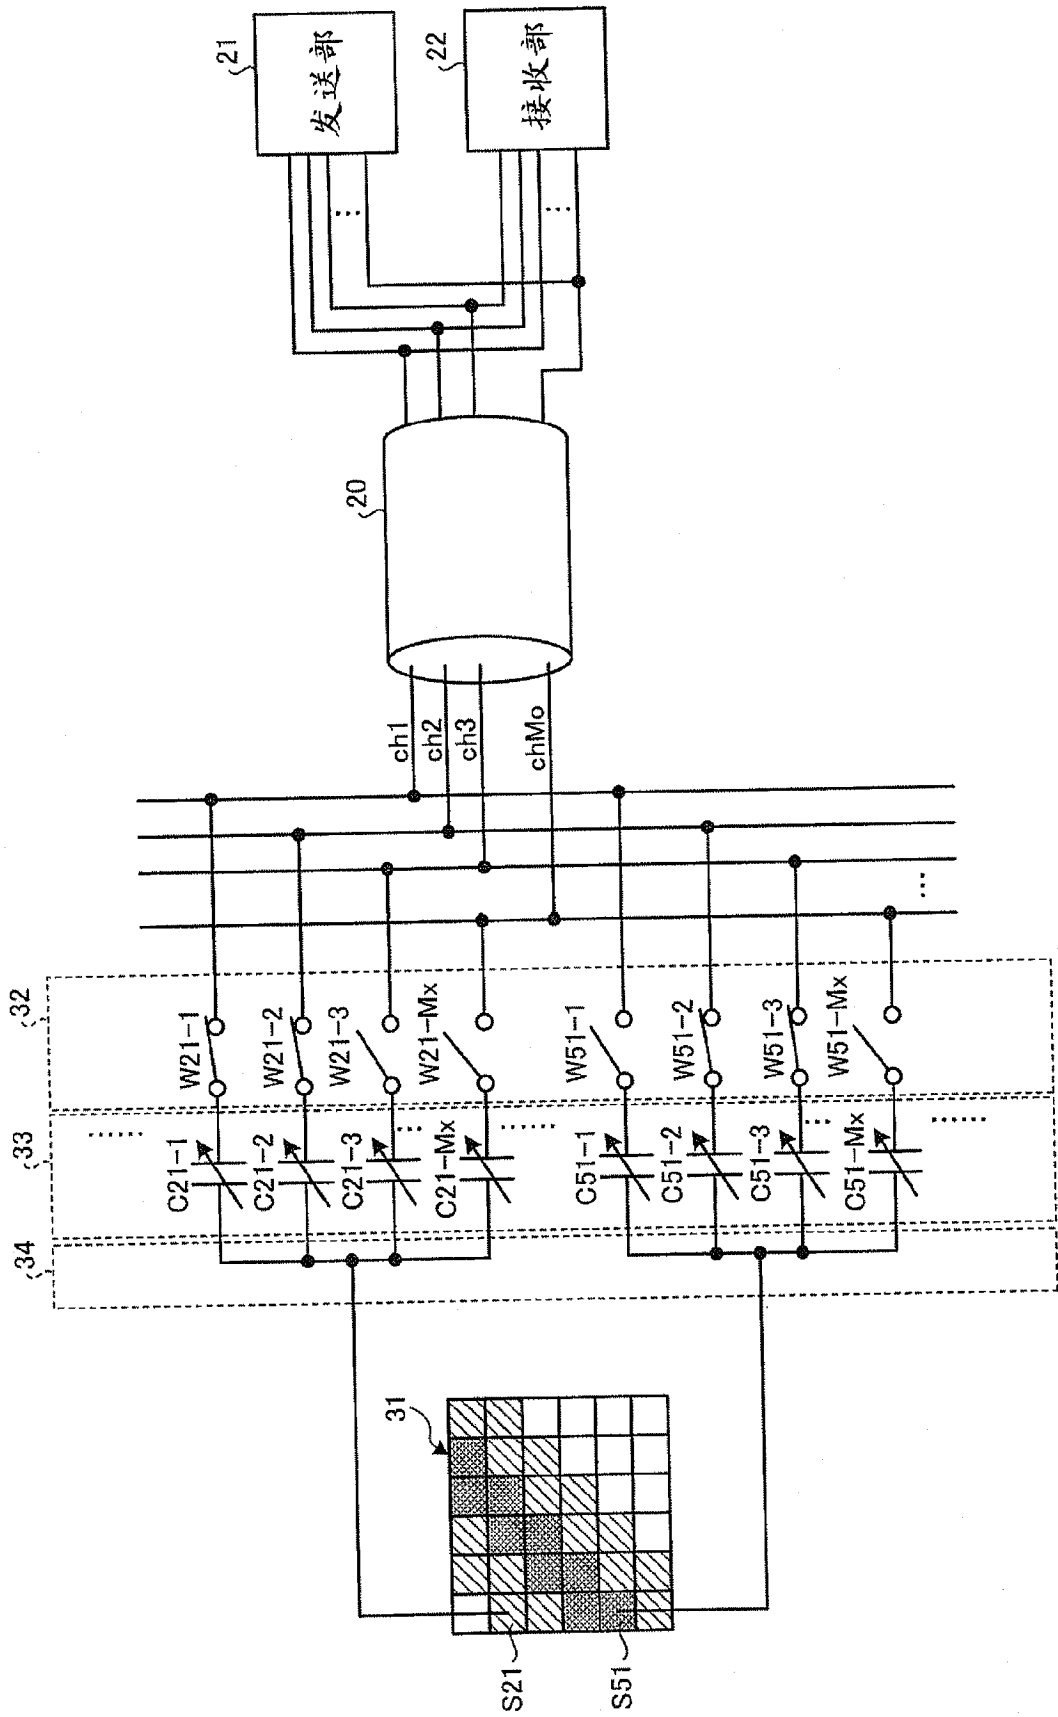 21
发送部
22
接收部
20
ch1
ch2
ch3
chMo
32
W21-1
W21-2
W21-3
W21-Mx
W51-1
W51-2
W51-3
W51-Mx
33
C21-1
C21-2
C21-3
C21-Mx
C51-1
C51-2
C51-3
C51-Mx
34
31
S21
S51